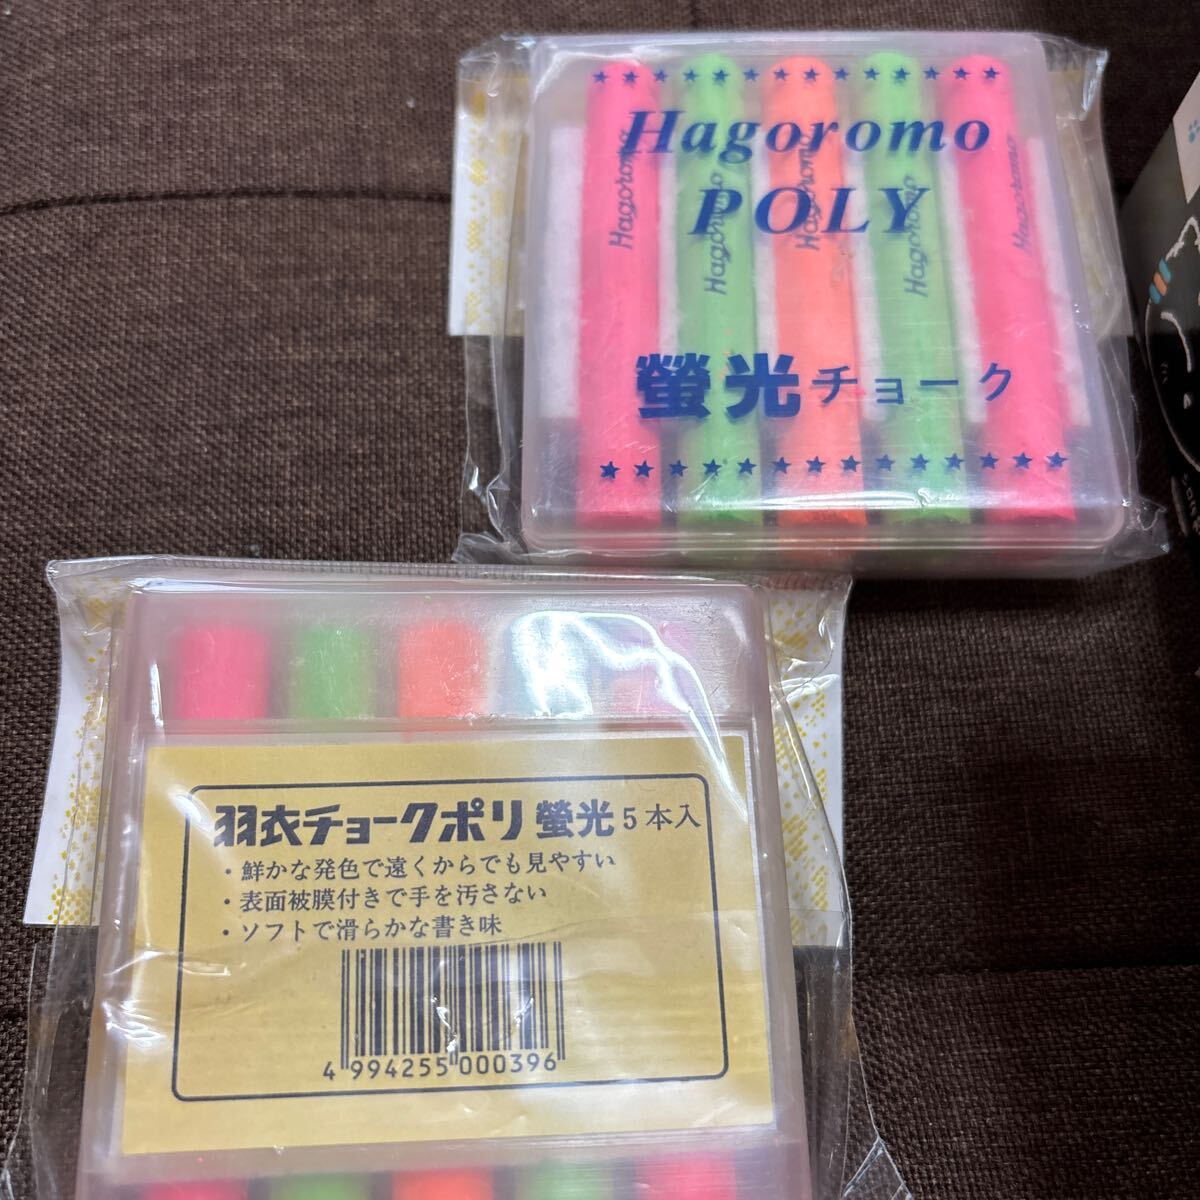 Hagoromo
POLY
Hagoromo
Hagoromo
Hagoromo
Hagoromo
Hagoromo
螢光チョーク
羽衣チョークポリ 螢光 5本入
・鮮かな発色で遠くからでも見やすい
・表面被膜付きで手を汚さない
・ソフトで滑らかな書き味
4 994255 000396